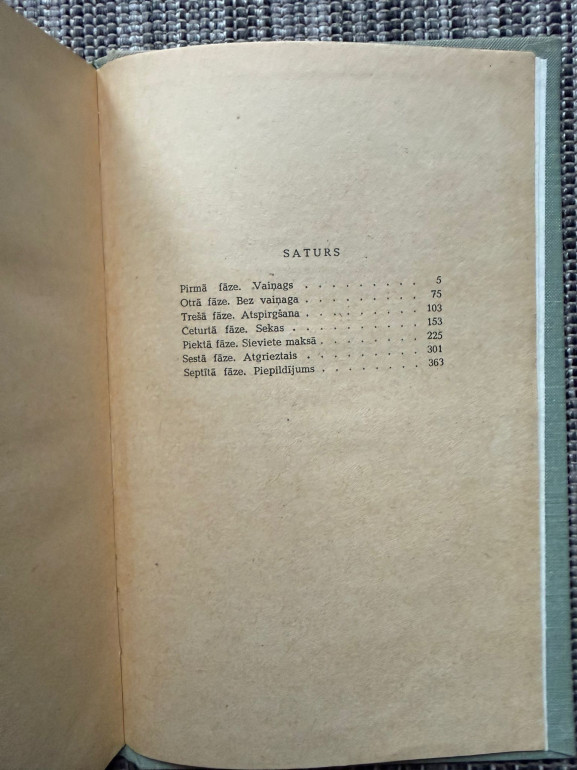 SATURS
Pirmā fāze. Vaiņags . . . . . . . . . 5
Otrā fāze. Bez vaiņaga . . . . . . . . . 75
Trešā fāze. Atspirgšana . . . . . . . . 103
Ceturtā fāze. Sekas . . . . . . . . . . 153
Piektā fāze. Sieviete maksā . . . . . . . 225
Sestā fāze. Atgrieztais . . . . . . . . . 301
Septītā fāze. Piepildījums . . . . . . . . 363